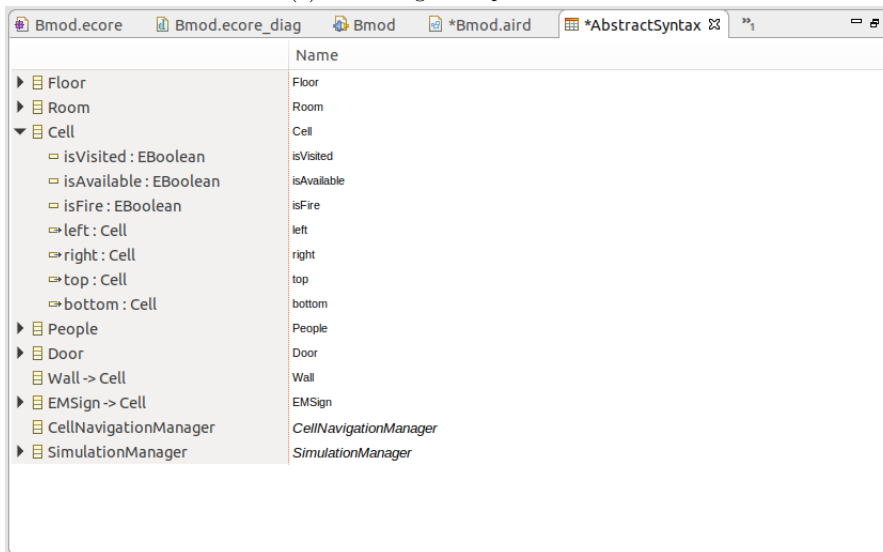 Bmod.ecore Bmod.ecore_diag Bmod *Bmod.aird *AbstractSyntax »1
Name
Floor Floor
Room Room
Cell Cell
isVisited : EBoolean isVisited
isAvailable : EBoolean isAvailable
isFire : EBoolean isFire
left : Cell left
right : Cell right
top : Cell top
bottom : Cell bottom
People People
Door Door
Wall -> Cell Wall
EMSign -> Cell EMSign
CellNavigationManager CellNavigationManager
SimulationManager SimulationManager